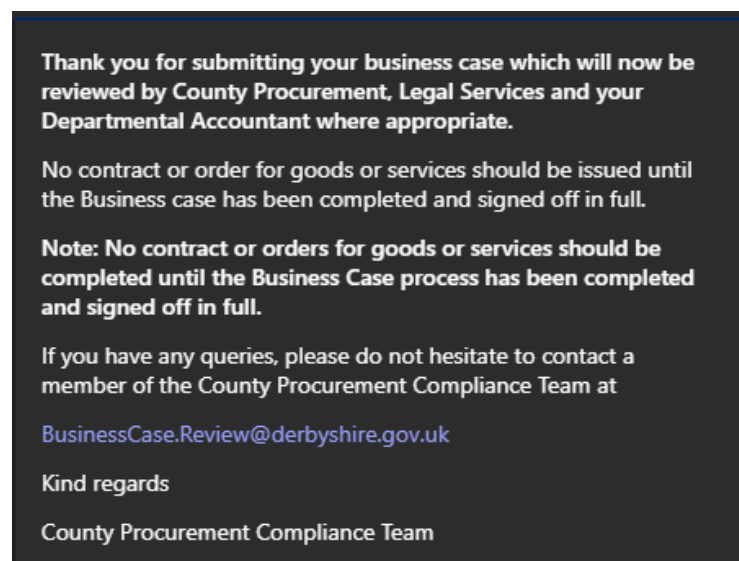 Thank you for submitting your business case which will now be
reviewed by County Procurement, Legal Services and your
Departmental Accountant where appropriate.
No contract or order for goods or services should be issued until
the Business case has been completed and signed off in full.
Note: No contract or orders for goods or services should be
completed until the Business Case process has been completed
and signed off in full.
If you have any queries, please do not hesitate to contact a
member of the County Procurement Compliance Team at
BusinessCase.Review@derbyshire.gov.uk
Kind regards
County Procurement Compliance Team